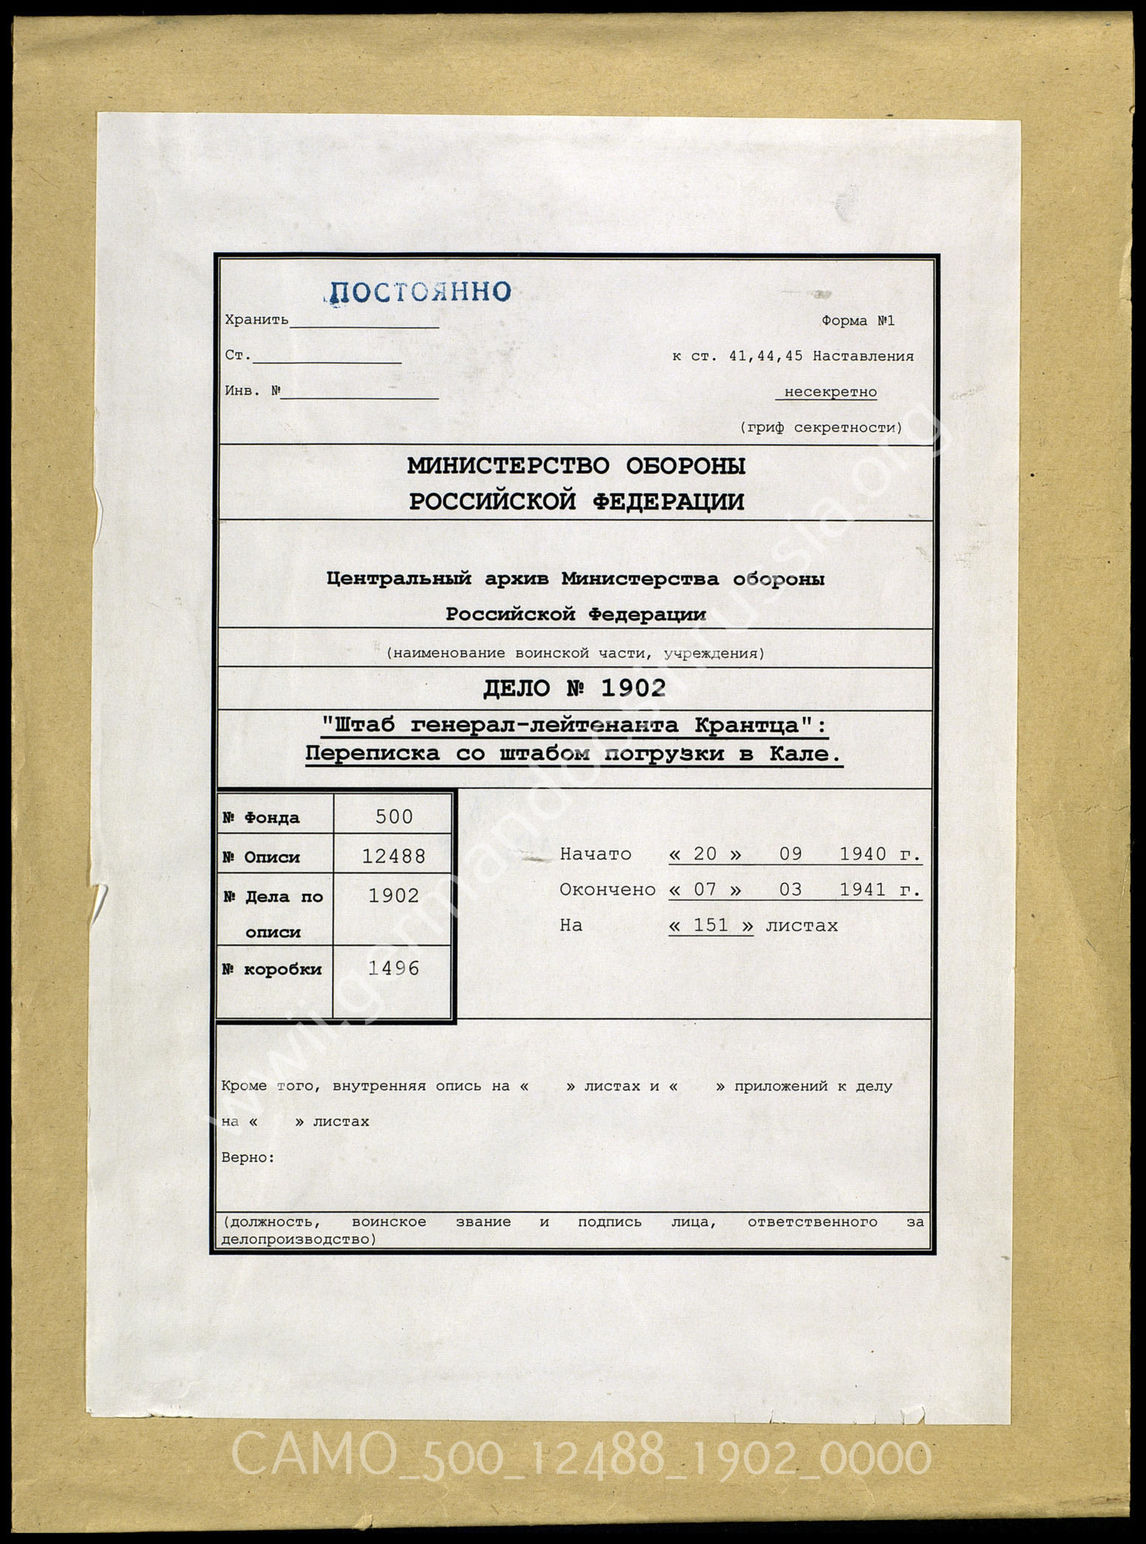 ПОСТОЯННО
Хранить
Форма №1
Ст.
к ст. 41,44,45 Наставления
Инв. №
несекретно
(гриф секретности)
МИНИСТЕРСТВО ОБОРОНЫ
РОССИЙСКОЙ ФЕДЕРАЦИИ
Центральный архив Министерства обороны
Российской Федерации
(наименование воинской части, учреждения)
ДЕЛО № 1902
"Штаб генерал-лейтенанта Крантца":
Переписка со штабом погрузки в Кале.
№ Фонда 500
№ Описи 12488
№ Дела по описи 1902
№ коробки 1496
Начато « 20 » 09 1940 г.
Окончено « 07 » 03 1941 г.
На « 151 » листах
Кроме того, внутренняя опись на « » листах и « » приложений к делу
на « » листах
Верно:
(должность, воинское звание и подпись лица, ответственного за
делопроизводство)
wwii.germandocsinrussia.org
CAMO_500_12488_1902_0000